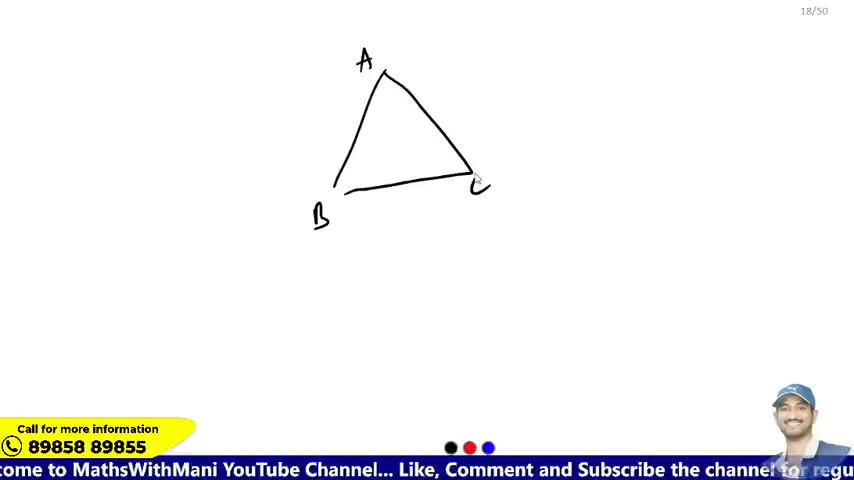 18/50
A
B
C
Call for more information
89858 89855
come to MathsWithMani YouTube Channel... Like, Comment and Subscribe the channel for regu